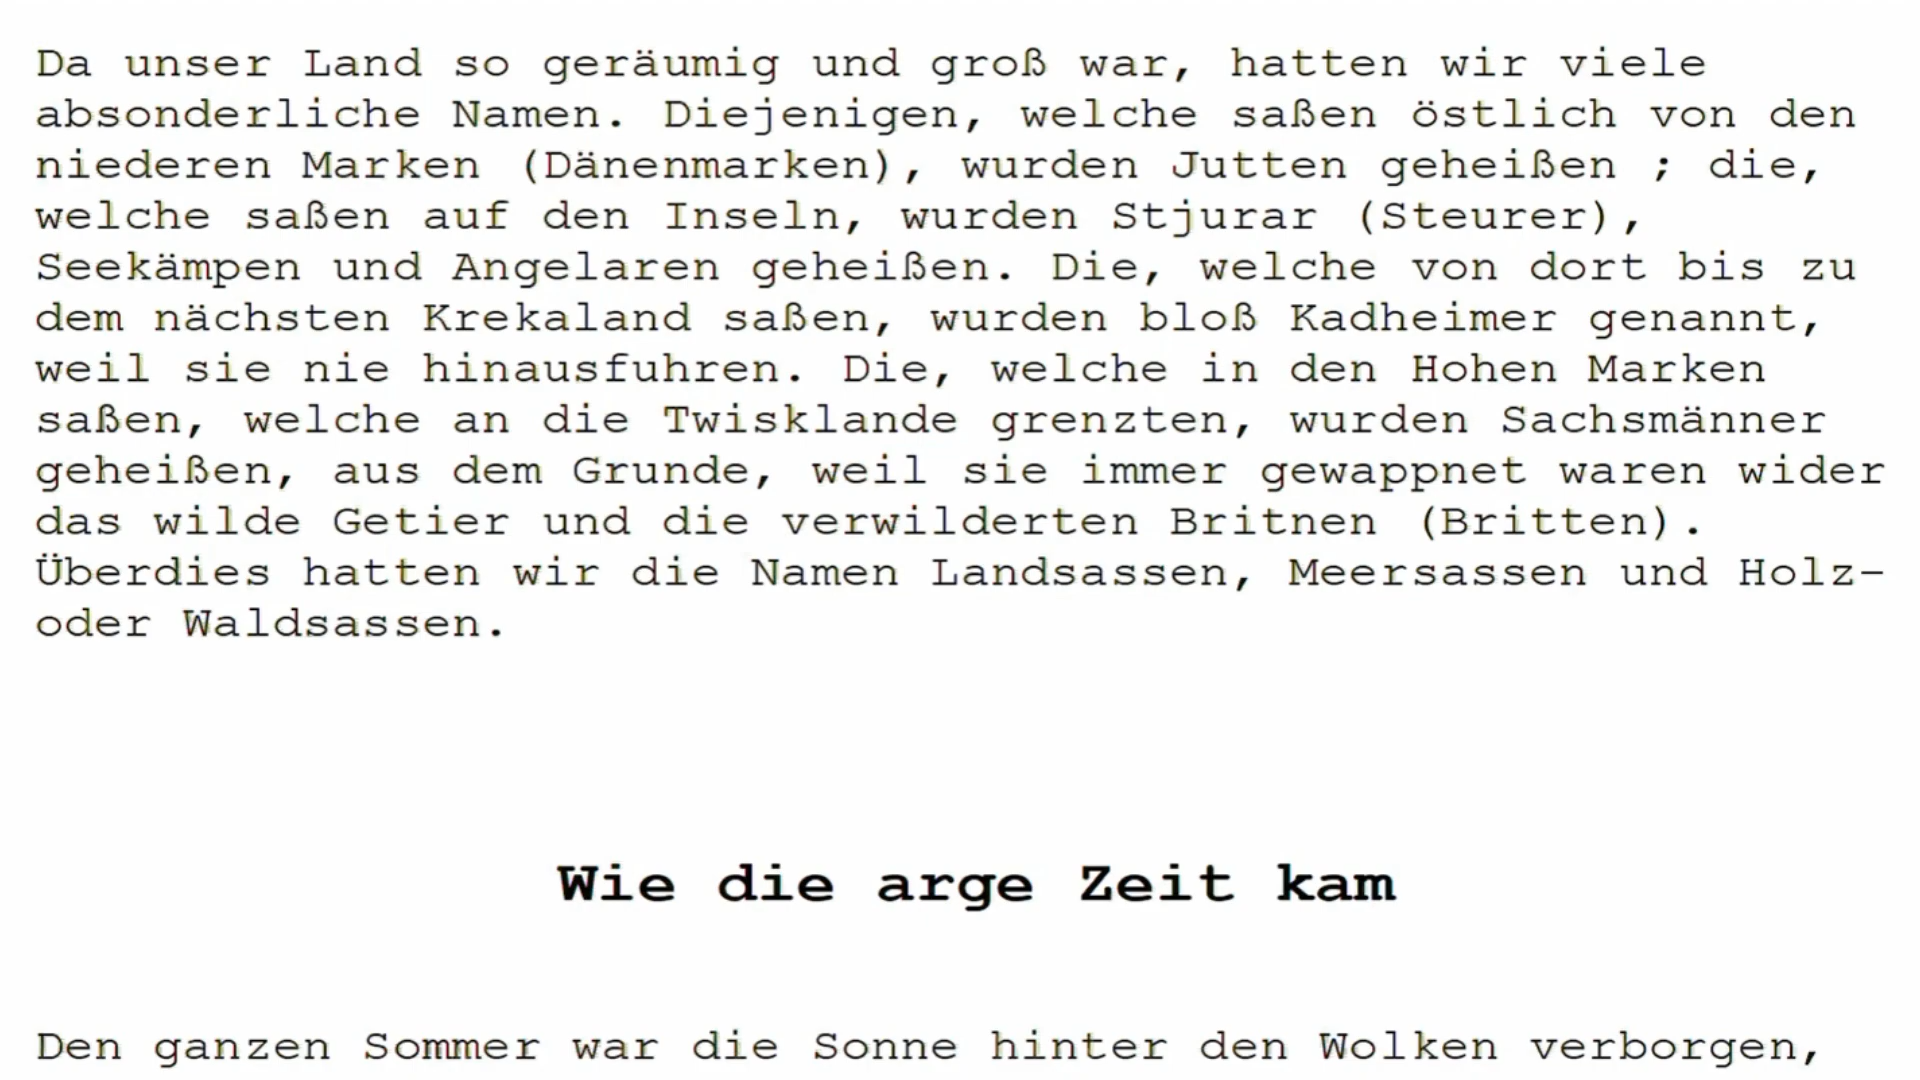 Da unser Land so geräumig und groß war, hatten wir viele
absonderliche Namen. Diejenigen, welche saßen östlich von den
niederen Marken (Dänenmarken), wurden Jutten geheißen ; die,
welche saßen auf den Inseln, wurden Stjurar (Steurer),
Seekämpen und Angelaren geheißen. Die, welche von dort bis zu
dem nächsten Krekaland saßen, wurden bloß Kadheimer genannt,
weil sie nie hinausfuhren. Die, welche in den Hohen Marken
saßen, welche an die Twisklande grenzten, wurden Sachsmänner
geheißen, aus dem Grunde, weil sie immer gewappnet waren wider
das wilde Getier und die verwilderten Britnen (Britten).
Überdies hatten wir die Namen Landsassen, Meersassen und Holz-
oder Waldsassen.
Wie die arge Zeit kam
Den ganzen Sommer war die Sonne hinter den Wolken verborgen,